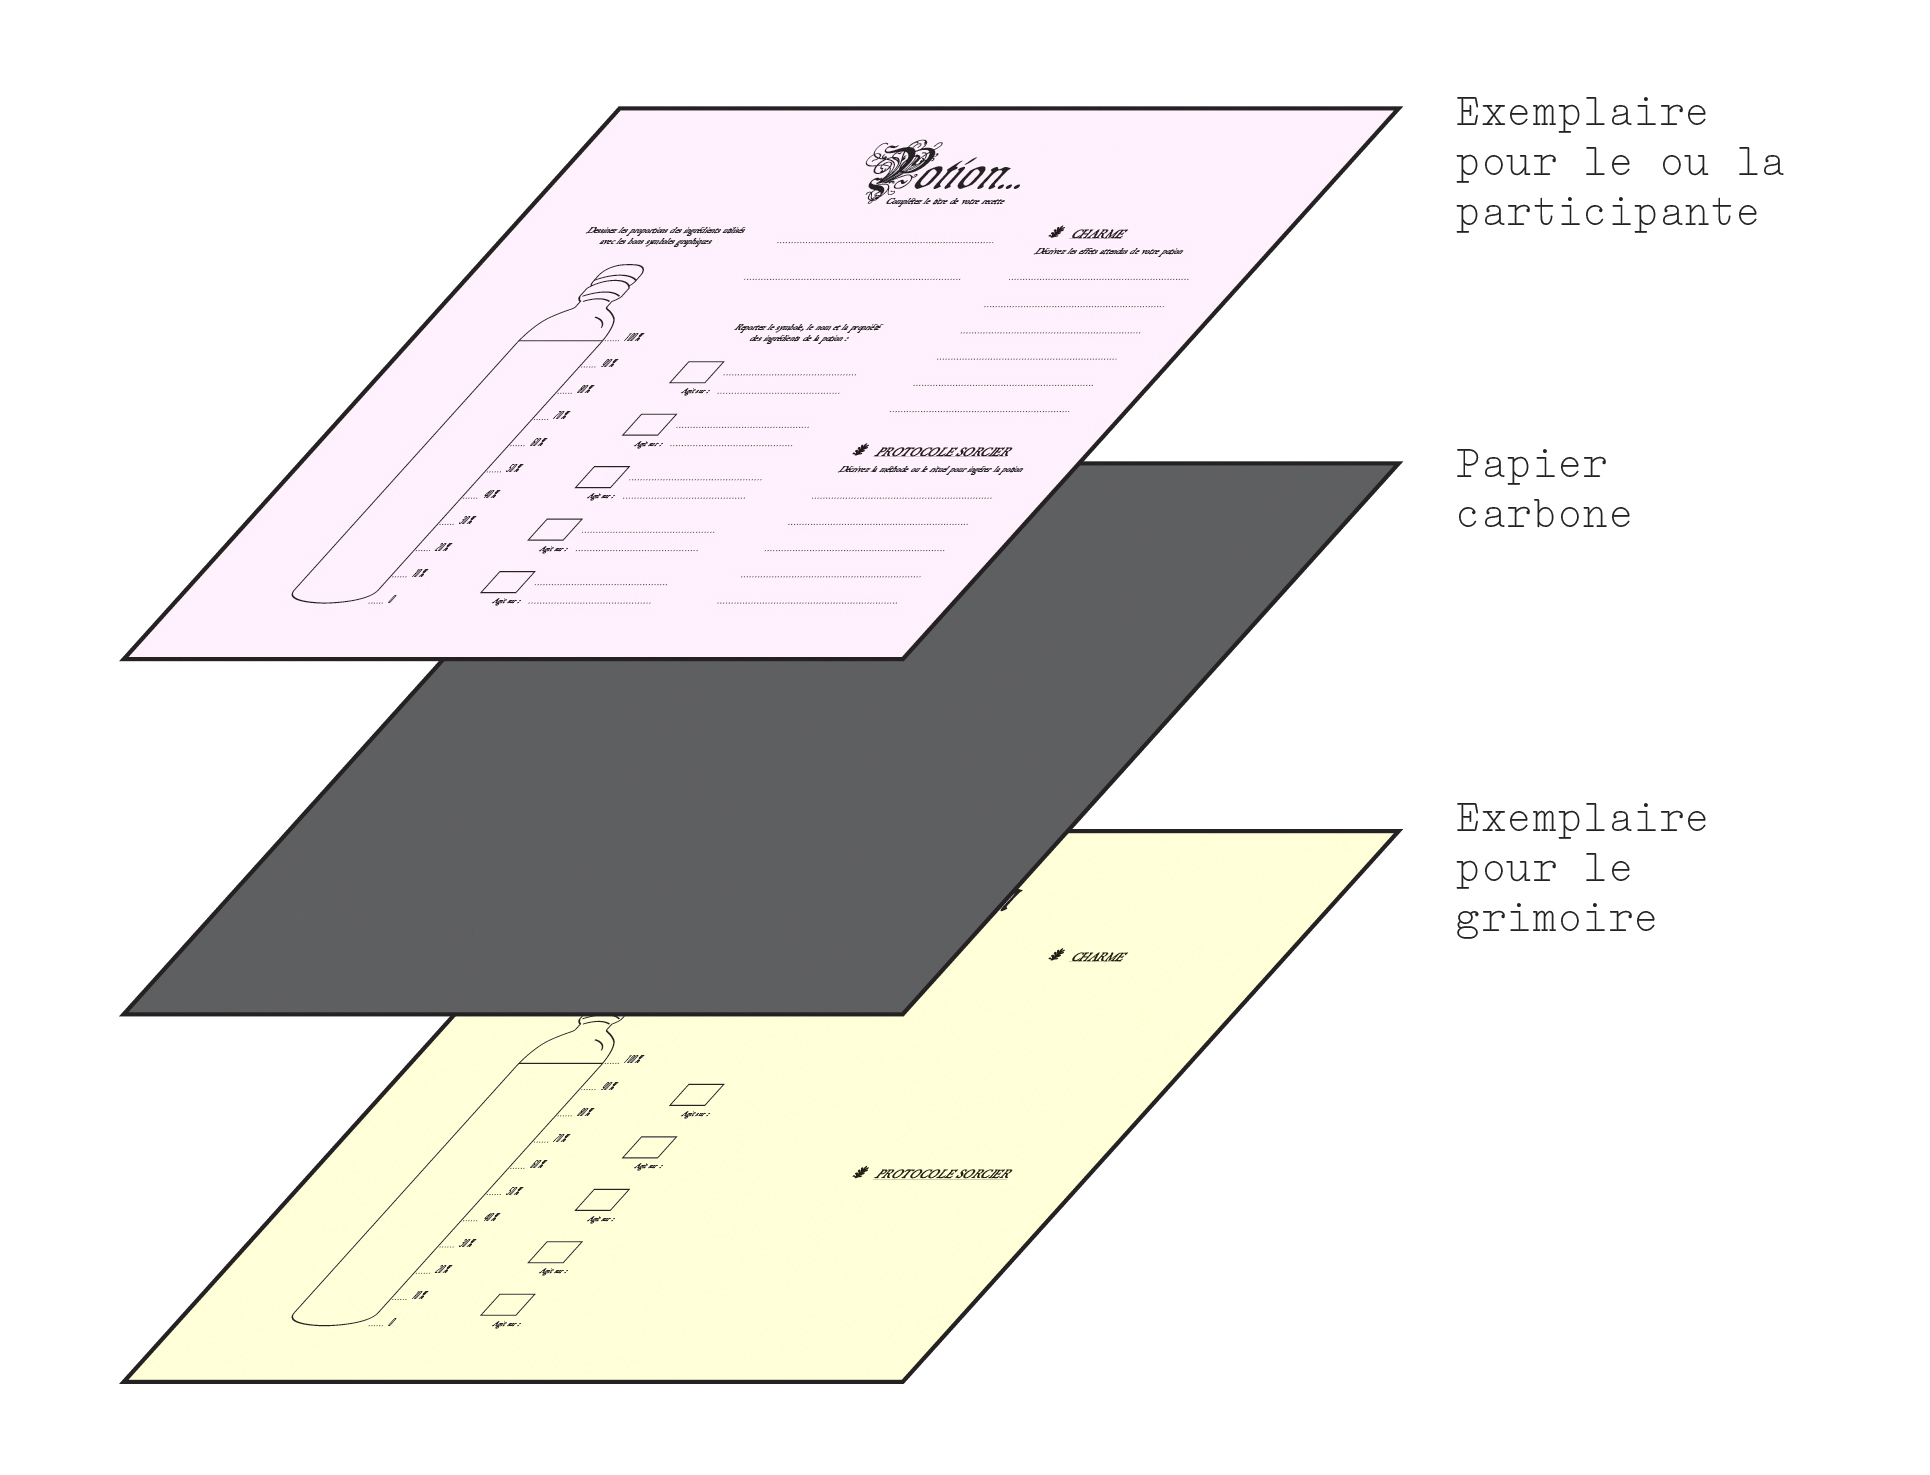 Exemplaire
pour le ou la
participante
Potion...
Complétez le titre de votre recette
Dessinez les proportions des ingrédients utilisés
avec les bons symboles graphiques
CHARME
Décrivez les effets attendus de votre potion
Reportez le symbole, le nom et la propriété
des ingrédients de la potion :
100%
90%
80%
70%
60%
50%
40%
30%
20%
10%
0
Agit sur :
Agit sur :
Agit sur :
Agit sur :
Agit sur :
PROTOCOLE SORCIER
Décrivez la méthode ou le rituel pour ingérer la potion
Papier
carbone
Exemplaire
pour le
grimoire
CHARME
100%
90%
80%
70%
60%
50%
40%
30%
20%
10%
0
Agit sur :
Agit sur :
Agit sur :
Agit sur :
Agit sur :
PROTOCOLE SORCIER